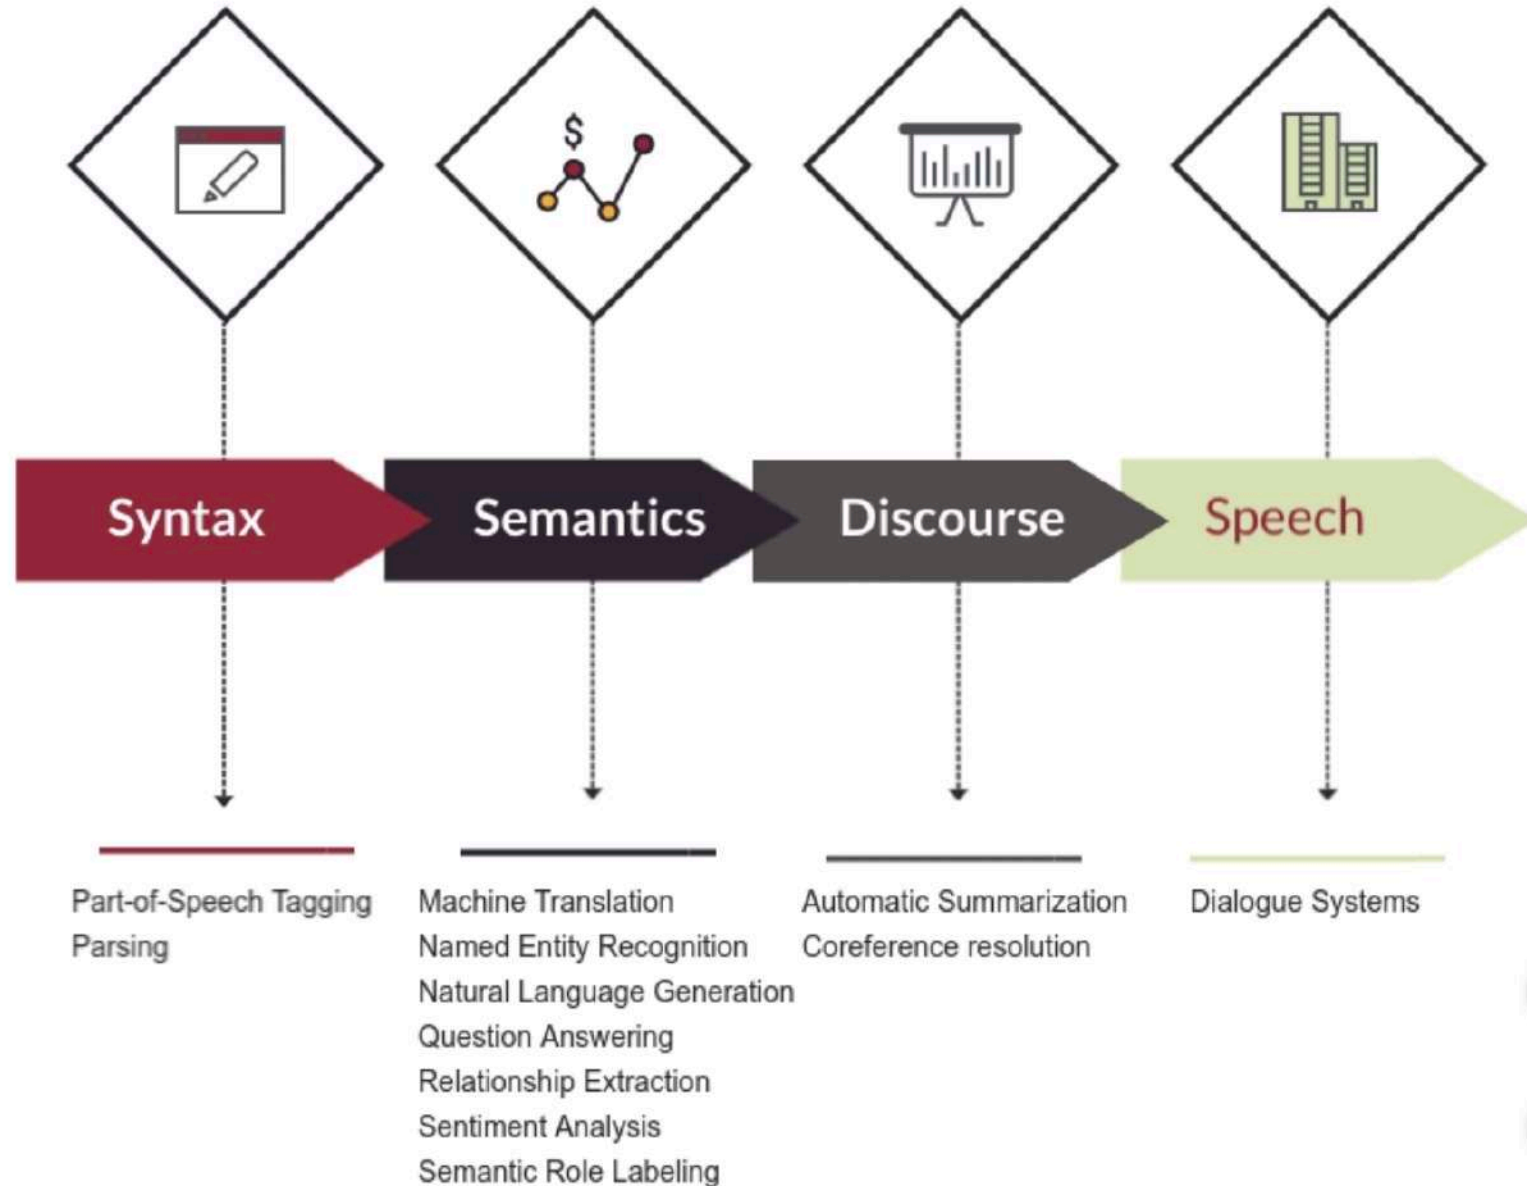 $
Syntax
Semantics
Discourse
Speech
Part-of-Speech Tagging
Parsing
Machine Translation
Named Entity Recognition
Natural Language Generation
Question Answering
Relationship Extraction
Sentiment Analysis
Semantic Role Labeling
Automatic Summarization
Coreference resolution
Dialogue Systems